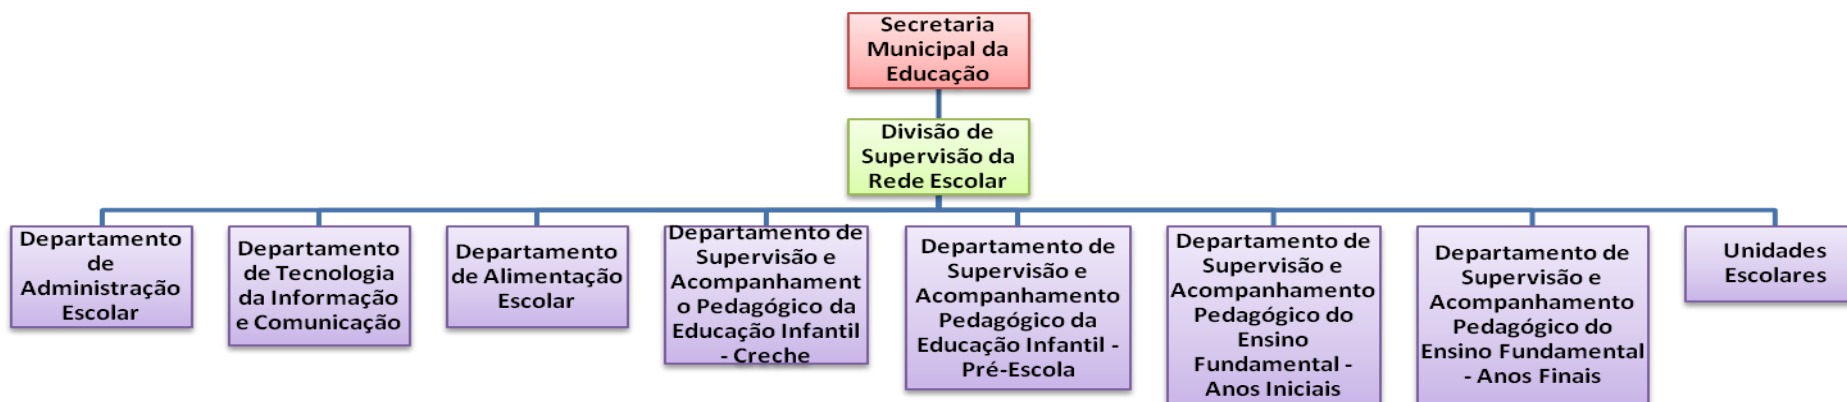 Secretaria
Municipal da
Educação
Divisão de
Supervisão da
Rede Escolar
Departamento
de
Administração
Escolar
Departamento
de Tecnologia
da Informação
e Comunicação
Departamento
de Alimentação
Escolar
Departamento de
Supervisão e
Acompanhament
o Pedagógico da
Educação Infantil
- Creche
Departamento de
Supervisão e
Acompanhamento
Pedagógico da
Educação Infantil -
Pré-Escola
Departamento de
Supervisão e
Acompanhamento
Pedagógico do
Ensino
Fundamental -
Anos Iniciais
Departamento de
Supervisão e
Acompanhamento
Pedagógico do
Ensino Fundamental
- Anos Finais
Unidades
Escolares